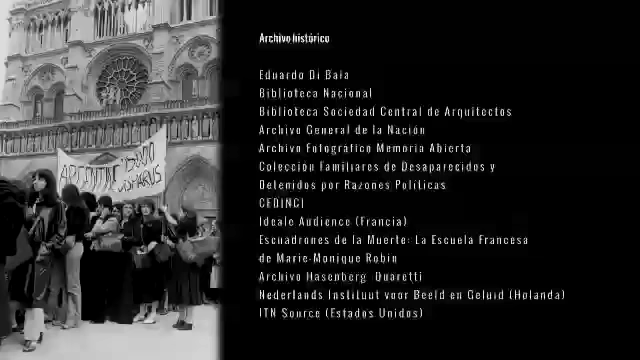 ARGENTINE
Archivo histórico
Eduardo Di Baia
Biblioteca Nacional
Biblioteca Sociedad Central de Arquitectos
Archivo General de la Nación
Archivo Fotográfico Memoria Abierta
Colección Familiares de Desaparecidos y
Detenidos por Razones Políticas
CEDINCI
Ideale Audience (Francia)
Escuadrones de la Muerte: La Escuela Francesa
de Marie-Monique Robin
Archivo Hasenberg Quaretti
Nederlands Instituut voor Beeld en Geluid (Holanda)
ITN Source (Estados Unidos)